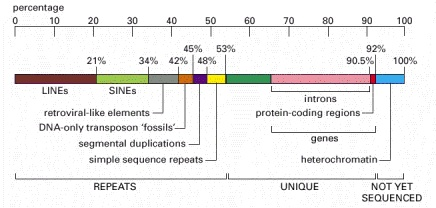 percentage
0 10 20 30 40 50 60 70 80 90 100
45% 53% 92%
21% 34% 42% 48% 90.5% 100%
LINEs SINEs
introns
retroviral-like elements
protein-coding regions
DNA-only transposon 'fossils'
genes
segmental duplications
simple sequence repeats
heterochromatin
REPEATS UNIQUE NOT YET
SEQUENCED